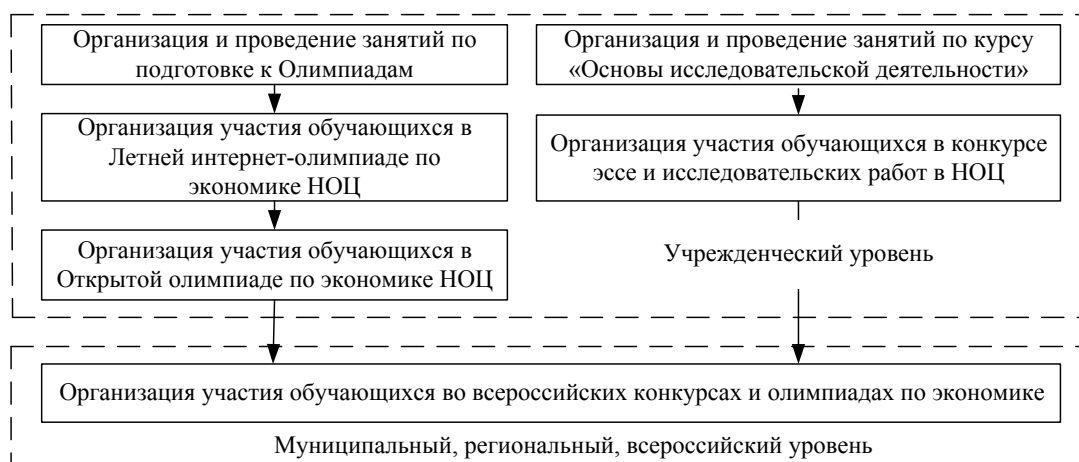 Организация и проведение занятий по
подготовке к Олимпиадам
Организация участия обучающихся в
Летней интернет-олимпиаде по
экономике НОЦ
Организация участия обучающихся в
Открытой олимпиаде по экономике НОЦ
Организация и проведение занятий по курсу
«Основы исследовательской деятельности»
Организация участия обучающихся в конкурсе
эссе и исследовательских работ в НОЦ
Учрежденческий уровень
Организация участия обучающихся во всероссийских конкурсах и олимпиадах по экономике
Муниципальный, региональный, всероссийский уровень